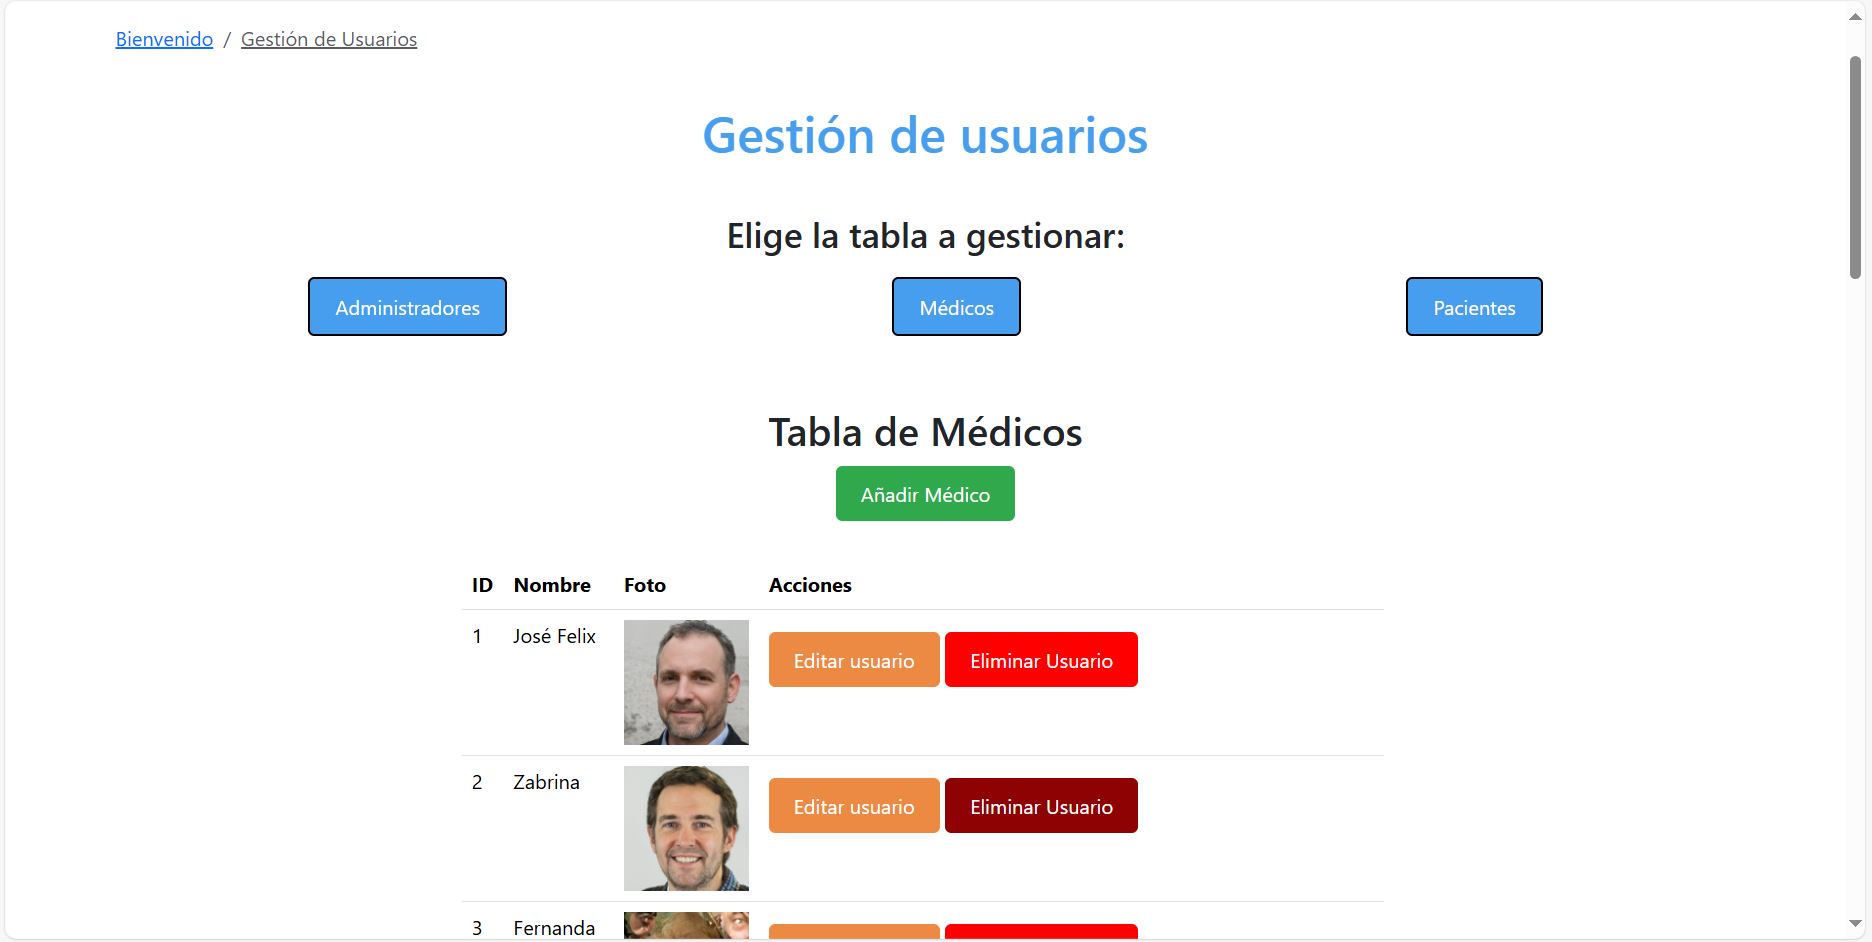 Bienvenido / Gestión de Usuarios
Gestión de usuarios
Elige la tabla a gestionar:
Administradores Médicos Pacientes
Tabla de Médicos
Añadir Médico
ID Nombre Foto Acciones
1 José Felix Editar usuario Eliminar Usuario
2 Zabrina Editar usuario Eliminar Usuario
3 Fernanda